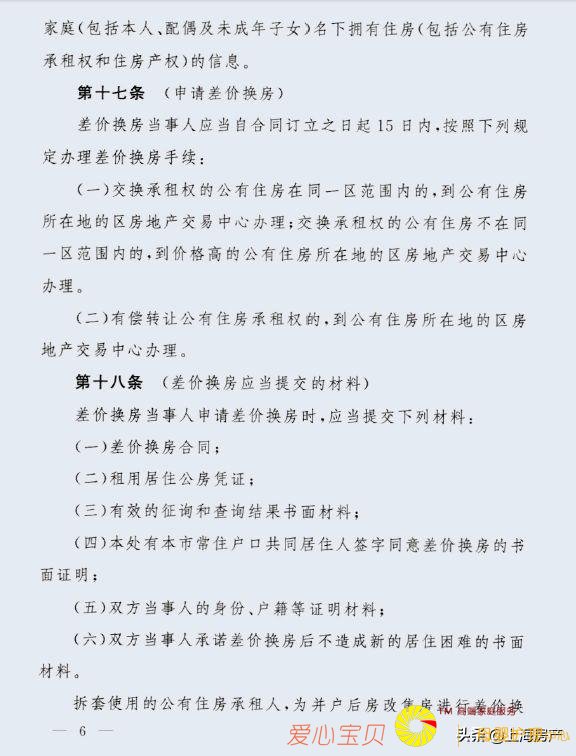 家庭(包括本人、配偶及未成年子女)名下拥有住房(包括公有住房
承租权和住房产权)的信息。
第十七条 (申请差价换房)
差价换房当事人应当自合同订立之日起15日内,按照下列规
定办理差价换房手续:
(一)交换承租权的公有住房在同一区范围内的,到公有住房
所在地的区房地产交易中心办理;交换承租权的公有住房不在同
一区范围内的,到价格高的公有住房所在地的区房地产交易中心
办理。
(二)有偿转让公有住房承租权的,到公有住房所在地的区房
地产交易中心办理。
第十八条 (差价换房应当提交的材料)
差价换房当事人申请差价换房时,应当提交下列材料:
(一)差价换房合同;
(二)租用居住公房凭证;
(三)有效的征询和查询结果书面材料;
(四)本处有本市常住户口共同居住人签字同意差价换房的书
面证明;
(五)双方当事人的身份、户籍等证明材料;
(六)双方当事人承诺差价换房后不造成新的居住困难的书面
材料。
拆套使用的公有住房承租人,为并户后房改售房进行差价换
— 6 —
爱心宝贝
TM 高端家庭服务
头条@上海房产